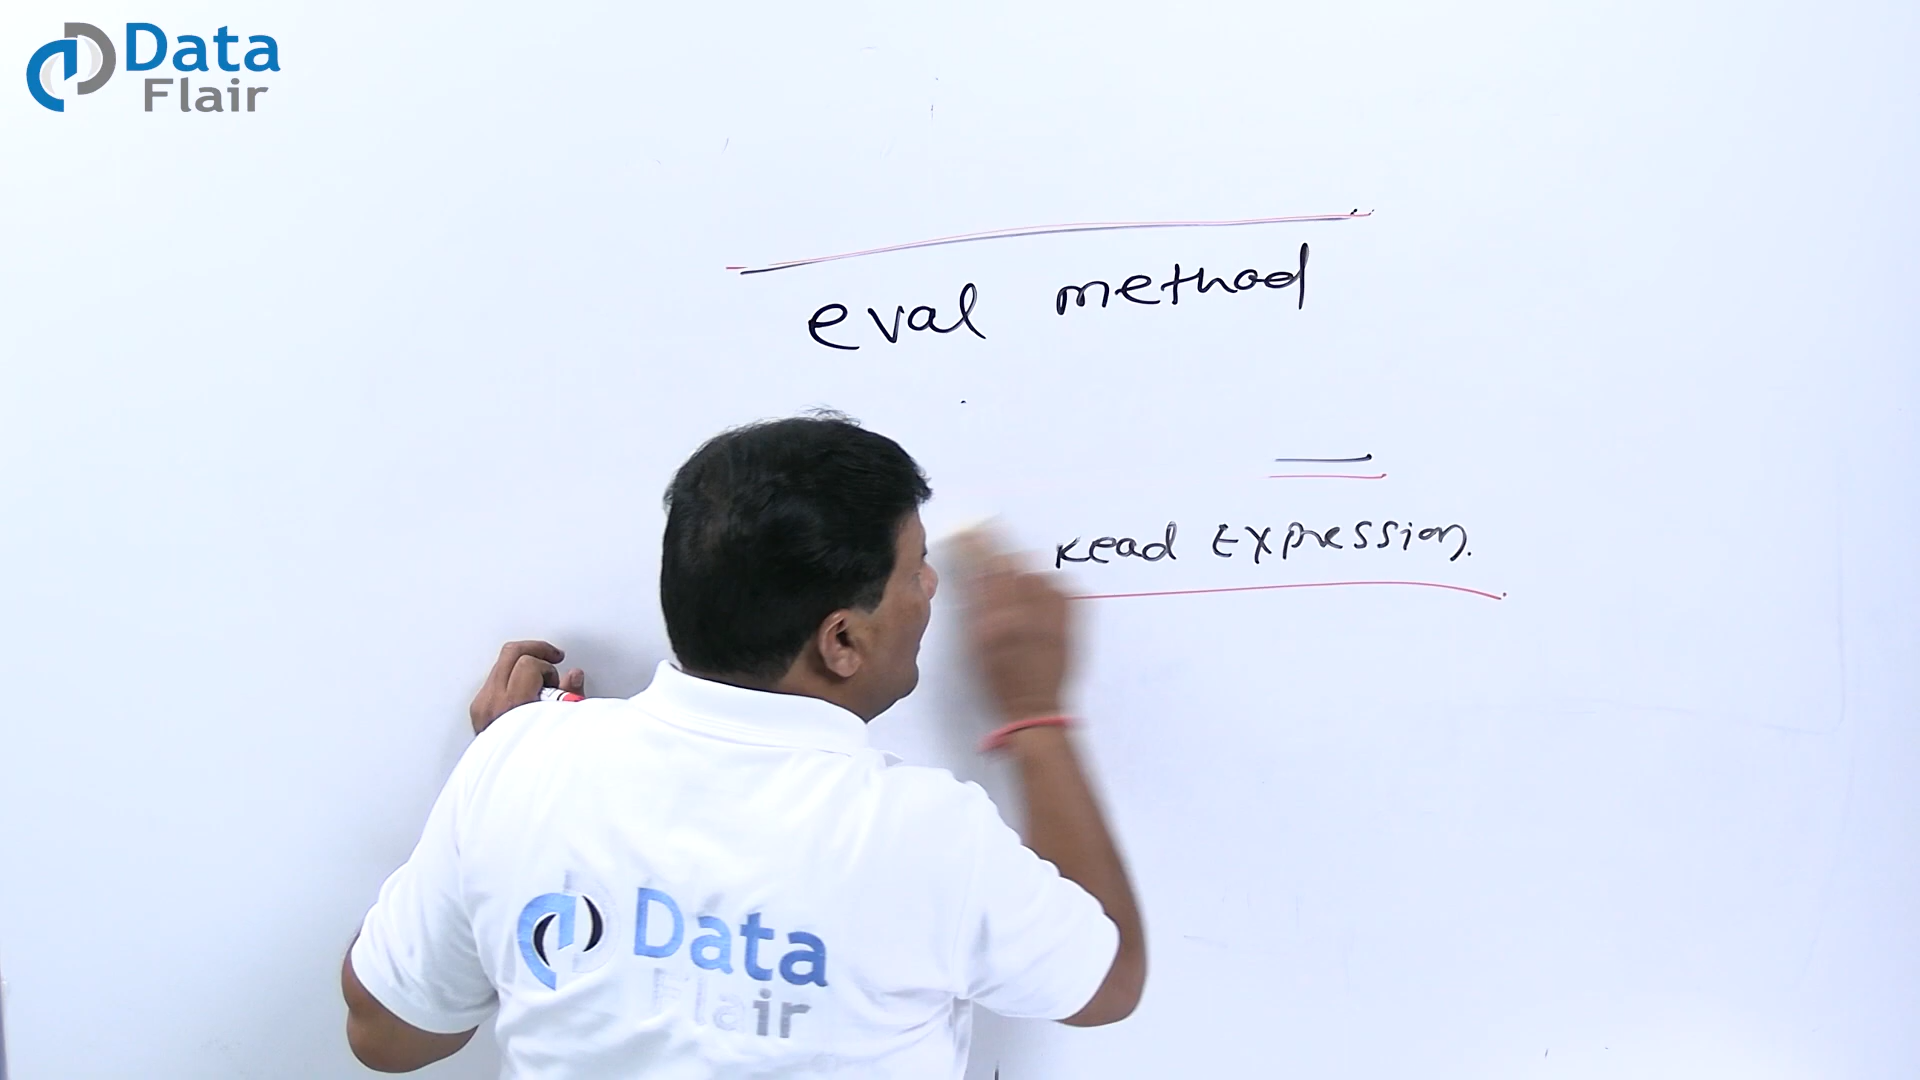 Data
Flair
eval method
Read Expression.
Data
Flair